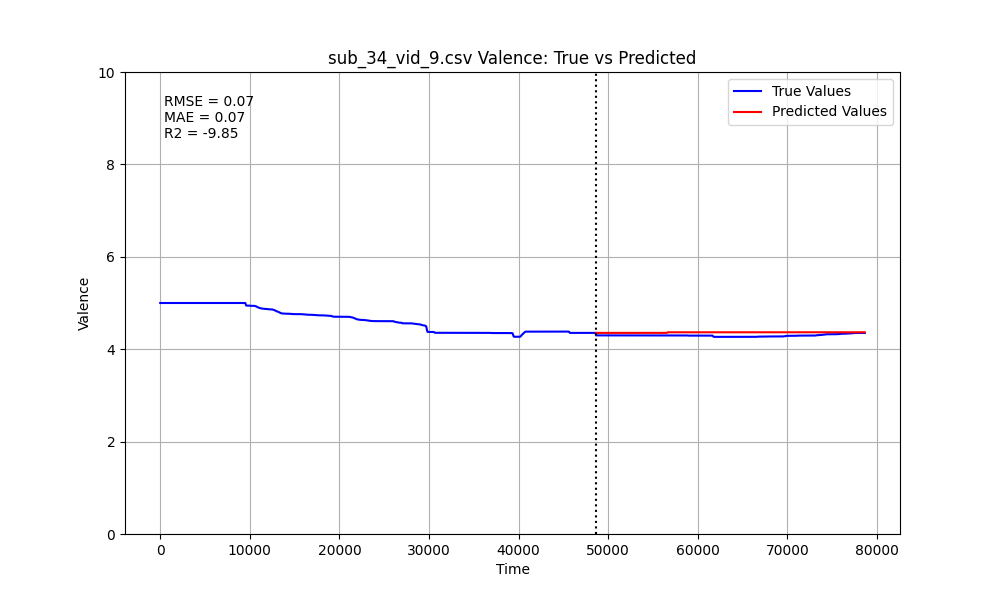 sub_34_vid_9.csv Valence: True vs Predicted
RMSE = 0.07
MAE = 0.07
R2 = -9.85
True Values
Predicted Values
Valence
10
8
6
4
2
0
0 10000 20000 30000 40000 50000 60000 70000 80000
Time